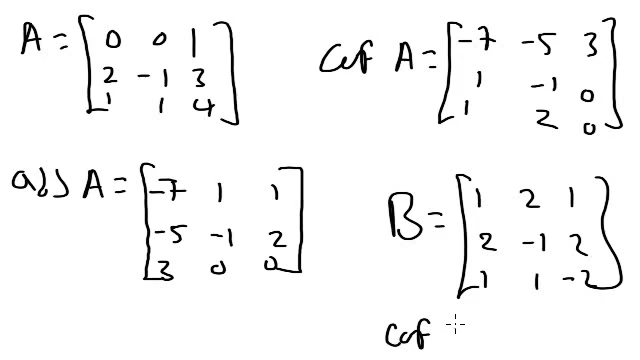 A = [0 0 1
2 -1 3
1 1 4]
Cof A = [-7 -5 3
1 -1 0
1 2 0]
adj A = [-7 1 1
-5 -1 2
3 0 0]
B = [1 2 1
2 -1 2
1 1 -2]
Cof